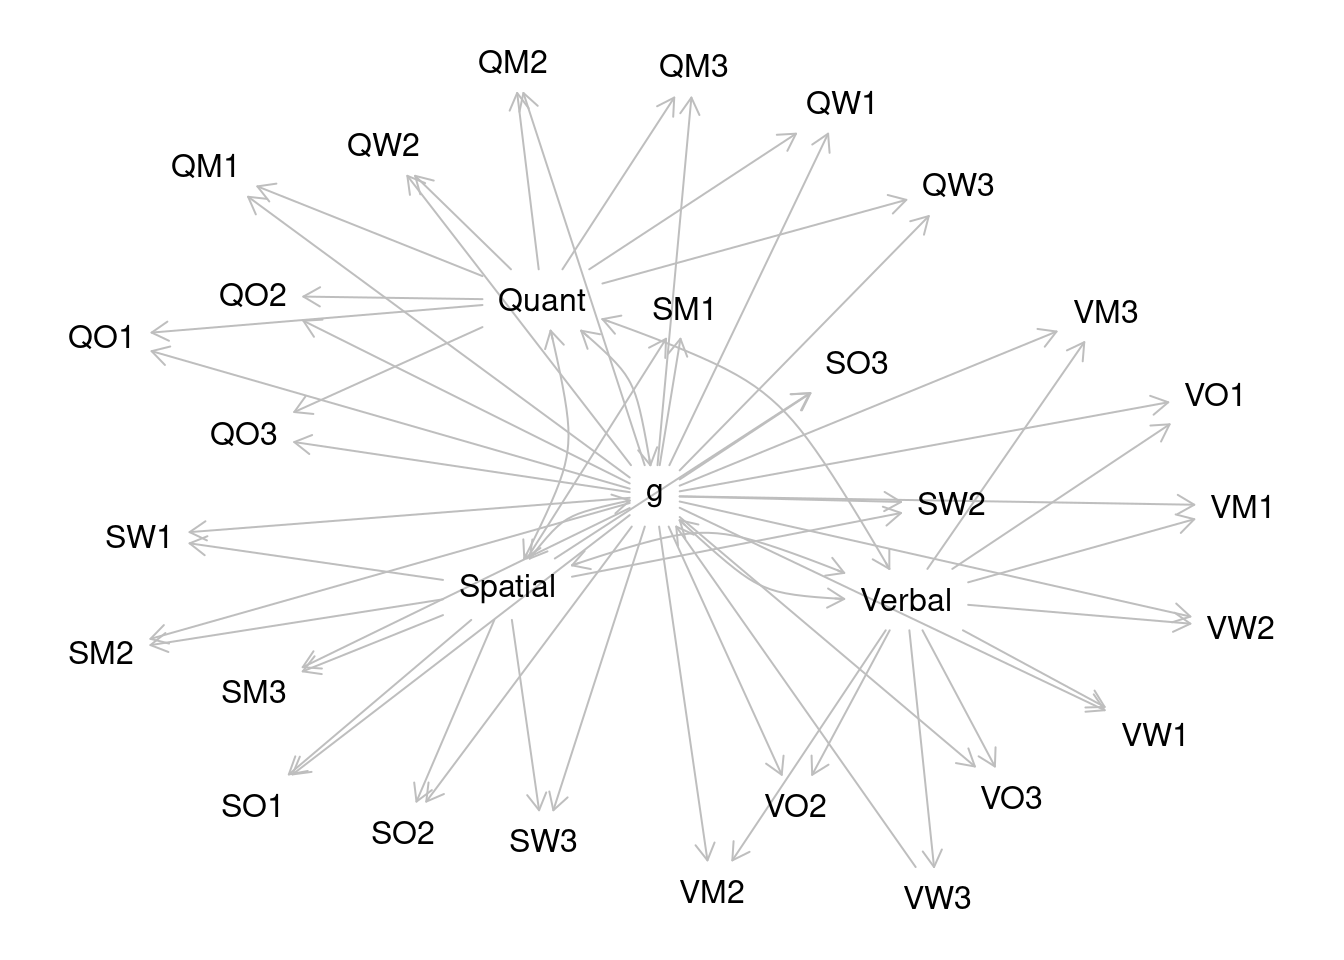 QM2
QM3
QW1
QW2
QM1
QW3
QO2
Quant
SM1
VM3
QO1
SO3
VO1
QO3
g
SW2
VM1
SW1
Spatial
Verbal
VW2
SM2
SM3
VW1
SO1
VO2
VO3
SO2
SW3
VM2
VW3